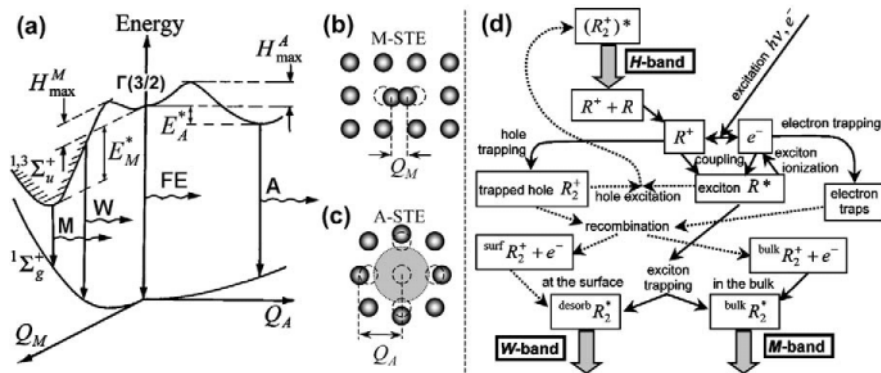 (a)
Energy
H^M_max
Γ(3/2)
H^A_max
E*_A
E*_M
^1,3Σ^+_u
M
W
FE
A
^1Σ^+_g
Q_M
Q_A
(b)
M-STE
Q_M
(c)
A-STE
Q_A
(d)
(R_2^+)*
H-band
excitation hν, e^-
R^+ + R
hole
trapping
R^+
e^-
electron trapping
coupling
exciton
ionization
trapped hole R_2^+
hole excitation
exciton R*
electron
traps
recombination
^surf R_2^+ + e^-
^bulk R_2^+ + e^-
at the surface
exciton
trapping
in the bulk
^desorb R_2^*
^bulk R_2^*
W-band
M-band